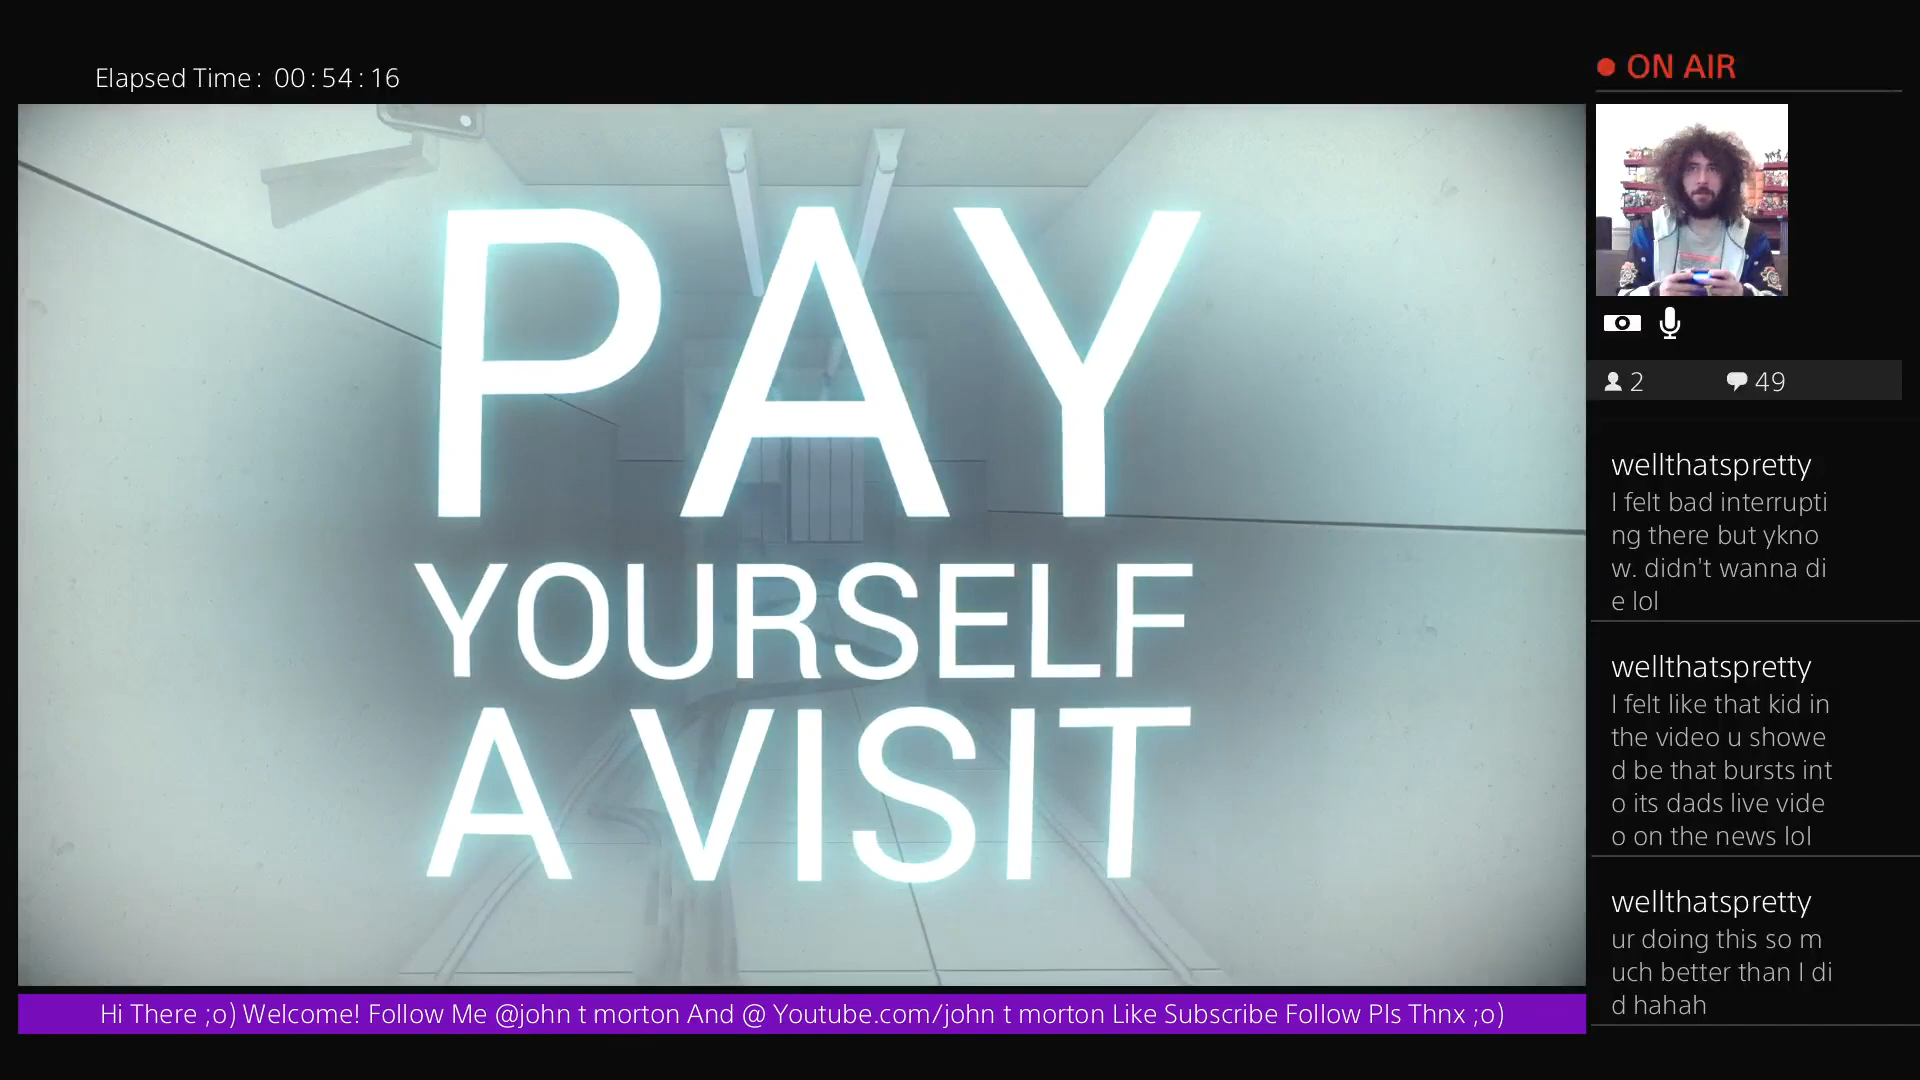 Elapsed Time: 00:54:16
ON AIR
PAY
YOURSELF
A VISIT
2 49
wellthatspretty
I felt bad interrupti
ng there but ykno
w. didn't wanna di
e lol
wellthatspretty
I felt like that kid in
the video u showe
d be that bursts int
o its dads live vide
o on the news lol
wellthatspretty
ur doing this so m
uch better than I di
d hahah
Hi There ;o) Welcome! Follow Me @john t morton And @ Youtube.com/john t morton Like Subscribe Follow Pls Thnx ;o)